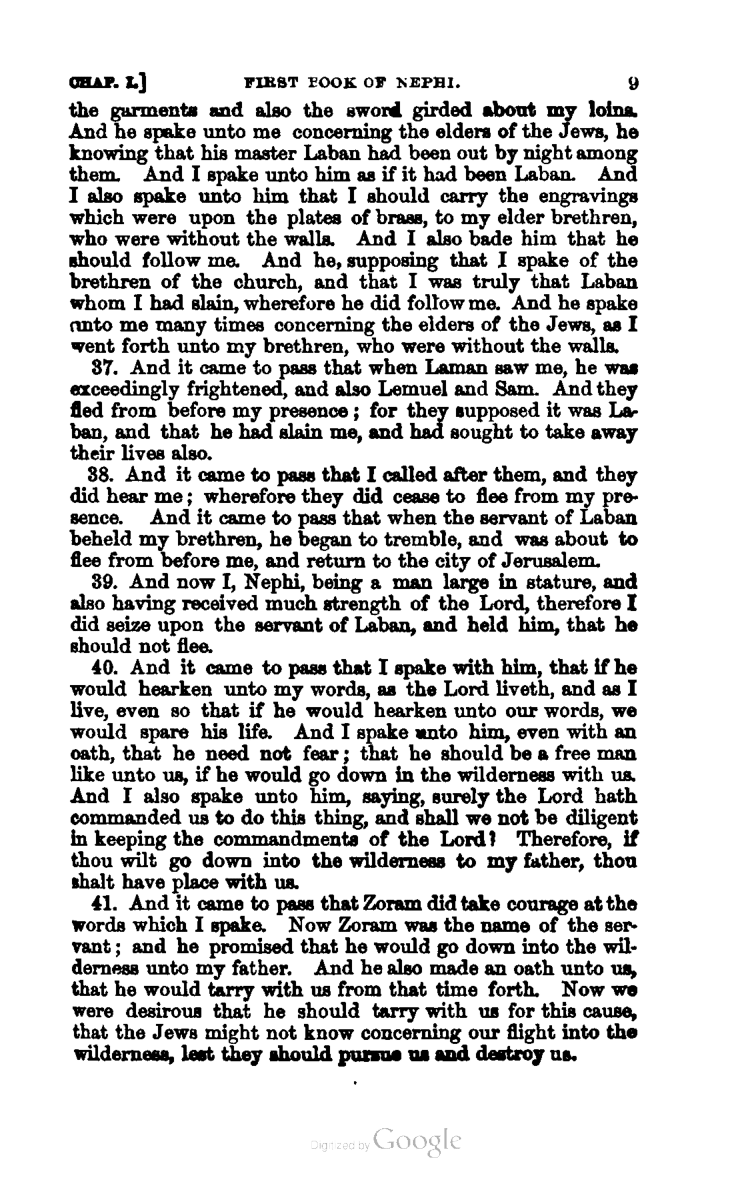 CHAP. I.] FIRST BOOK OF NEPHI. 9
the garments and also the sword girded about my loins.
And he spake unto me concerning the elders of the Jews, he
knowing that his master Laban had been out by night among
them. And I spake unto him as if it had been Laban. And
I also spake unto him that I should carry the engravings
which were upon the plates of brass, to my elder brethren,
who were without the walls. And I also bade him that he
should follow me. And he, supposing that I spake of the
brethren of the church, and that I was truly that Laban
whom I had slain, wherefore he did follow me. And he spake
unto me many times concerning the elders of the Jews, as I
went forth unto my brethren, who were without the walls.
37. And it came to pass that when Laman saw me, he was
exceedingly frightened, and also Lemuel and Sam. And they
fled from before my presence; for they supposed it was La-
ban, and that he had slain me, and had sought to take away
their lives also.
38. And it came to pass that I called after them, and they
did hear me; wherefore they did cease to flee from my pre-
sence. And it came to pass that when the servant of Laban
beheld my brethren, he began to tremble, and was about to
flee from before me, and return to the city of Jerusalem.
39. And now I, Nephi, being a man large in stature, and
also having received much strength of the Lord, therefore I
did seize upon the servant of Laban, and held him, that he
should not flee.
40. And it came to pass that I spake with him, that if he
would hearken unto my words, as the Lord liveth, and as I
live, even so that if he would hearken unto our words, we
would spare his life. And I spake unto him, even with an
oath, that he need not fear; that he should be a free man
like unto us, if he would go down in the wilderness with us.
And I also spake unto him, saying, surely the Lord hath
commanded us to do this thing, and shall we not be diligent
in keeping the commandments of the Lord? Therefore, if
thou wilt go down into the wilderness to my father, thou
shalt have place with us.
41. And it came to pass that Zoram did take courage at the
words which I spake. Now Zoram was the name of the ser-
vant; and he promised that he would go down into the wil-
derness unto my father. And he also made an oath unto us,
that he would tarry with us from that time forth. Now we
were desirous that he should tarry with us for this cause,
that the Jews might not know concerning our flight into the
wilderness, lest they should pursue us and destroy us.
Digitized by Google